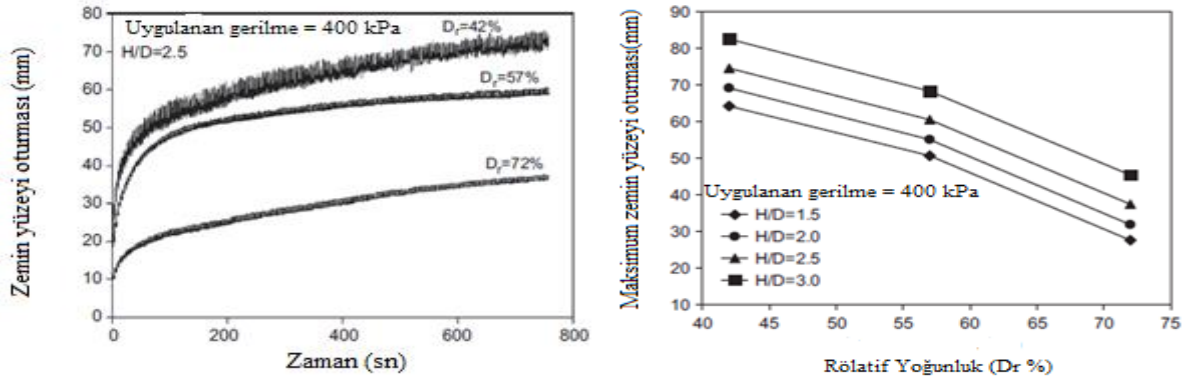 Zemin yüzeyi oturması (mm)
80
70
60
50
40
30
20
10
0
Uygulanan gerilme = 400 kPa
H/D=2.5
Dr=42%
Dr=57%
Dr=72%
0
200
400
600
800
Zaman (sn)
Maksimum zemin yüzeyi oturması(mm)
90
80
70
60
50
40
30
20
10
Uygulanan gerilme = 400 kPa
H/D=1.5
H/D=2.0
H/D=2.5
H/D=3.0
40
45
50
55
60
65
70
75
Rölatif Yoğunluk (Dr %)